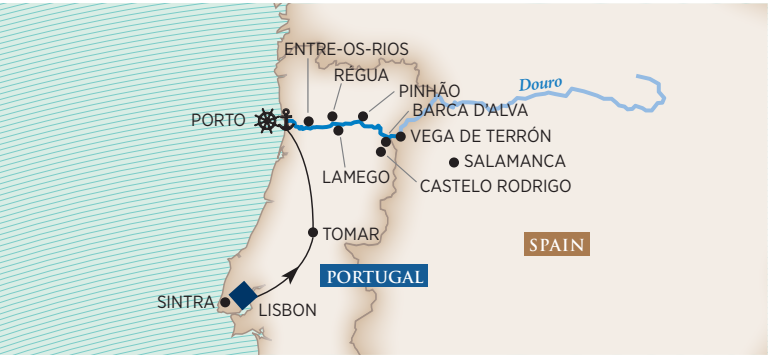 ENTRE-OS-RIOS
RÉGUA
Douro
PINHÃO
BARCA D'ALVA
PORTO
VEGA DE TERRÓN
SALAMANCA
LAMEGO
CASTELO RODRIGO
TOMAR
SPAIN
PORTUGAL
SINTRA
LISBON